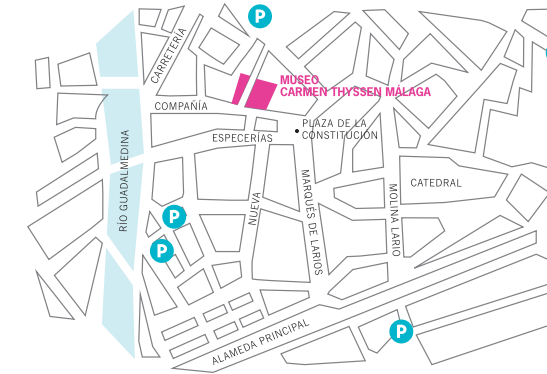 P
CARRETERÍA
MUSEO
CARMEN THYSSEN MÁLAGA
COMPAÑÍA
PLAZA DE LA
CONSTITUCIÓN
ESPECERÍAS
RÍO GUADALMEDINA
CATEDRAL
MARQUÉS DE LARIOS
MOLINA LARIO
NUEVA
P
P
P
ALAMEDA PRINCIPAL